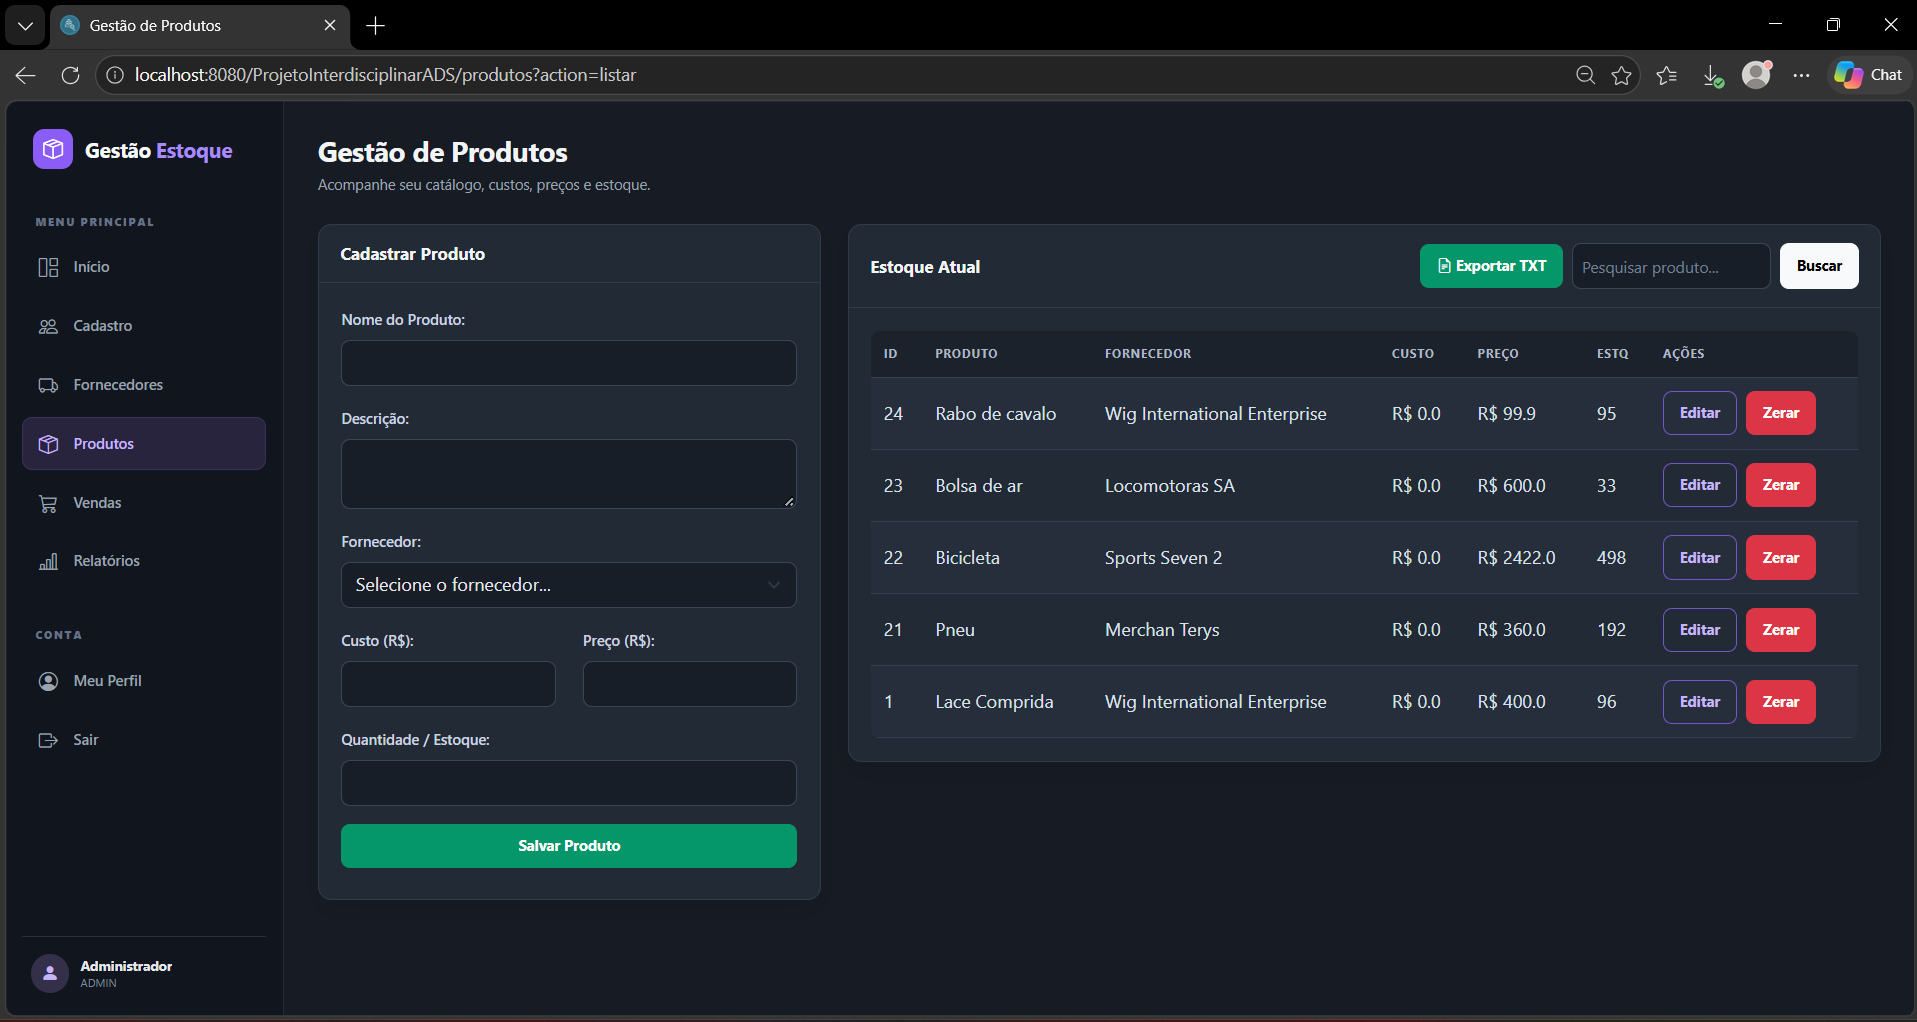 Gestão de Produtos
localhost:8080/ProjetoInterdisciplinarADS/produtos?action=listar
Chat
Gestão Estoque
MENU PRINCIPAL
Início
Cadastro
Fornecedores
Produtos
Vendas
Relatórios
CONTA
Meu Perfil
Sair
Administrador
ADMIN
Gestão de Produtos
Acompanhe seu catálogo, custos, preços e estoque.
Cadastrar Produto
Nome do Produto:
Descrição:
Fornecedor:
Selecione o fornecedor...
Custo (R$): Preço (R$):
Quantidade / Estoque:
Salvar Produto
Estoque Atual Exportar TXT Pesquisar produto... Buscar
ID PRODUTO FORNECEDOR CUSTO PREÇO ESTQ AÇÕES
24 Rabo de cavalo Wig International Enterprise R$ 0.0 R$ 99.9 95 Editar Zerar
23 Bolsa de ar Locomotoras SA R$ 0.0 R$ 600.0 33 Editar Zerar
22 Bicicleta Sports Seven 2 R$ 0.0 R$ 2422.0 498 Editar Zerar
21 Pneu Merchan Terys R$ 0.0 R$ 360.0 192 Editar Zerar
1 Lace Comprida Wig International Enterprise R$ 0.0 R$ 400.0 96 Editar Zerar